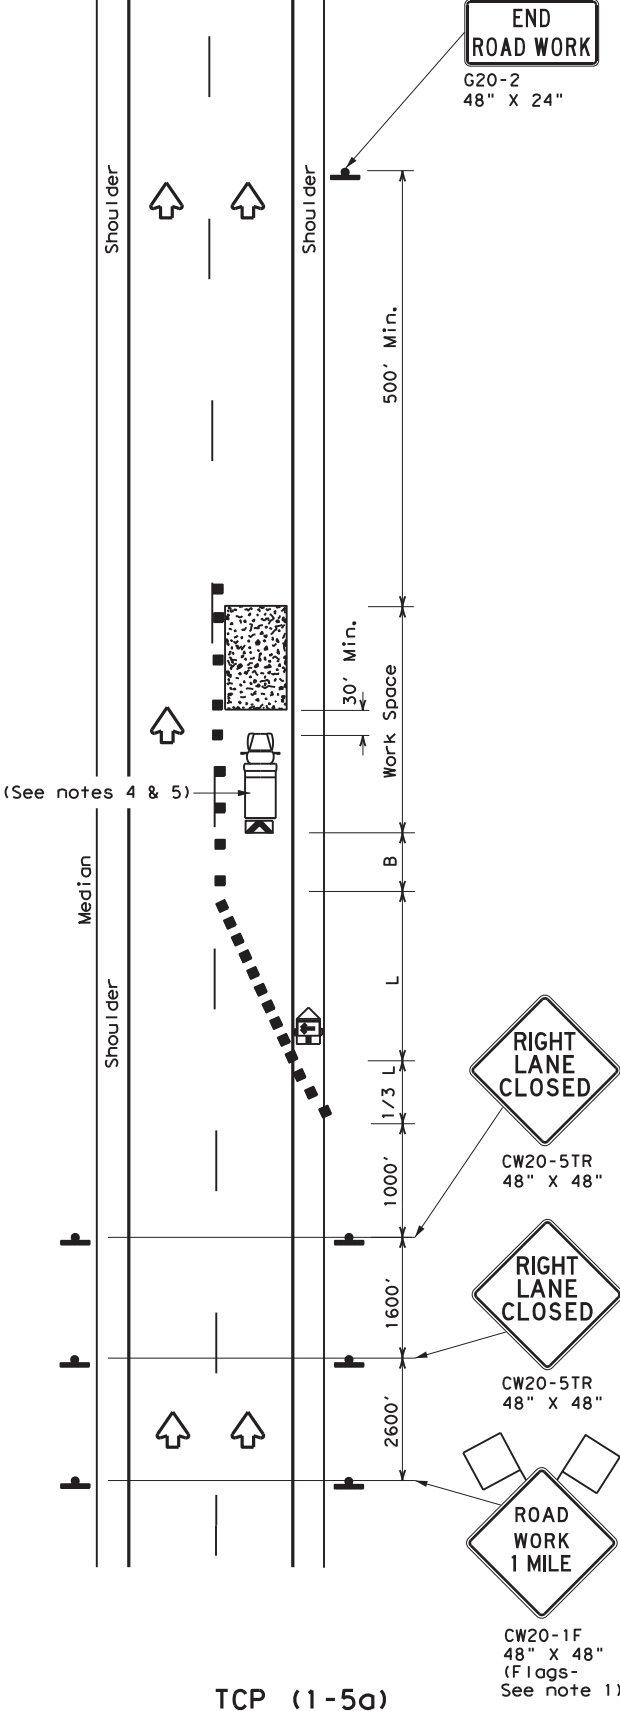 END
ROAD WORK
G20-2
48" X 24"
Shoulder
Shoulder
500' Min.
30' Min.
Work Space
(See notes 4 & 5)
B
Median
L
Shoulder
1/3 L
RIGHT
LANE
CLOSED
CW20-5TR
48" X 48"
1000'
RIGHT
LANE
CLOSED
CW20-5TR
48" X 48"
1600'
2600'
ROAD
WORK
1 MILE
CW20-1F
48" X 48"
(Flags-
See note 1)
TCP (1-5a)